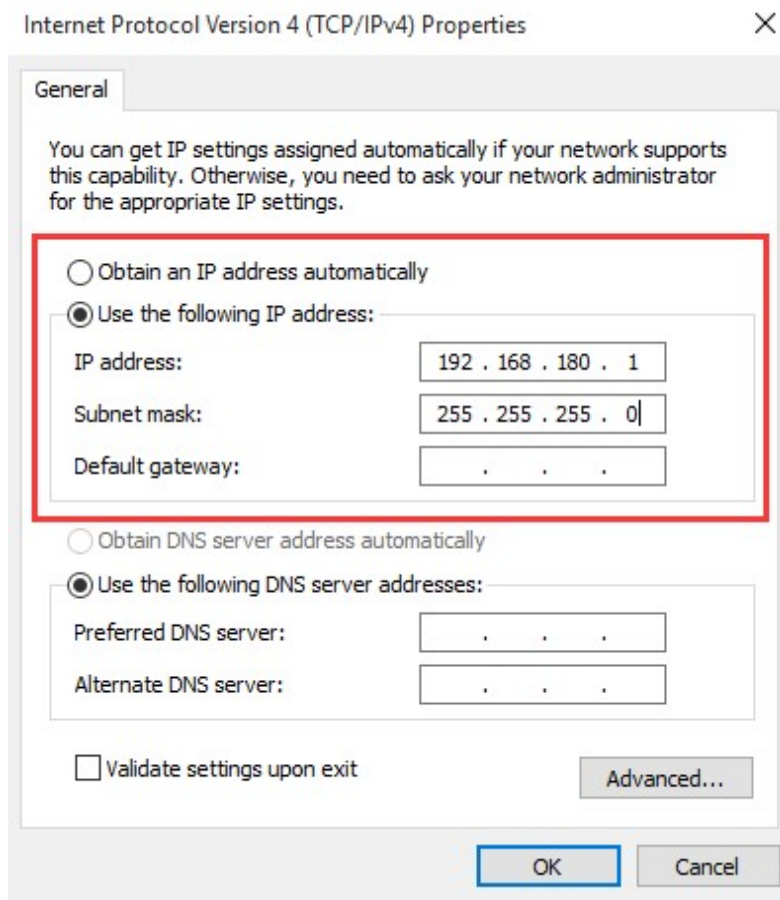 Internet Protocol Version 4 (TCP/IPv4) Properties
General
You can get IP settings assigned automatically if your network supports
this capability. Otherwise, you need to ask your network administrator
for the appropriate IP settings.
Obtain an IP address automatically
Use the following IP address:
IP address: 192 . 168 . 180 . 1
Subnet mask: 255 . 255 . 255 . 0
Default gateway: . . .
Obtain DNS server address automatically
Use the following DNS server addresses:
Preferred DNS server: . . .
Alternate DNS server: . . .
Validate settings upon exit
Advanced...
OK Cancel